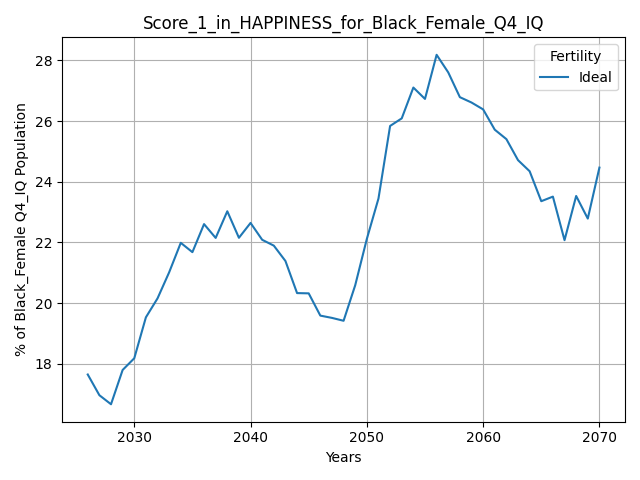 Score_1_in_HAPPINESS_for_Black_Female_Q4_IQ
Fertility
Ideal
% of Black_Female Q4_IQ Population
28
26
24
22
20
18
2030
2040
2050
2060
2070
Years